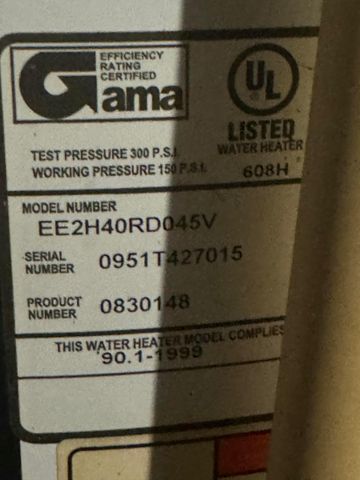 EFFICIENCY
RATING
CERTIFIED
Gama
UL
LISTED
WATER HEATER
608H
TEST PRESSURE 300 P.S.I.
WORKING PRESSURE 150 P.S.I.
MODEL NUMBER
EE2H40RD045V
SERIAL NUMBER 0951T427015
PRODUCT NUMBER 0830148
THIS WATER HEATER MODEL COMPLIES
90.1-1999